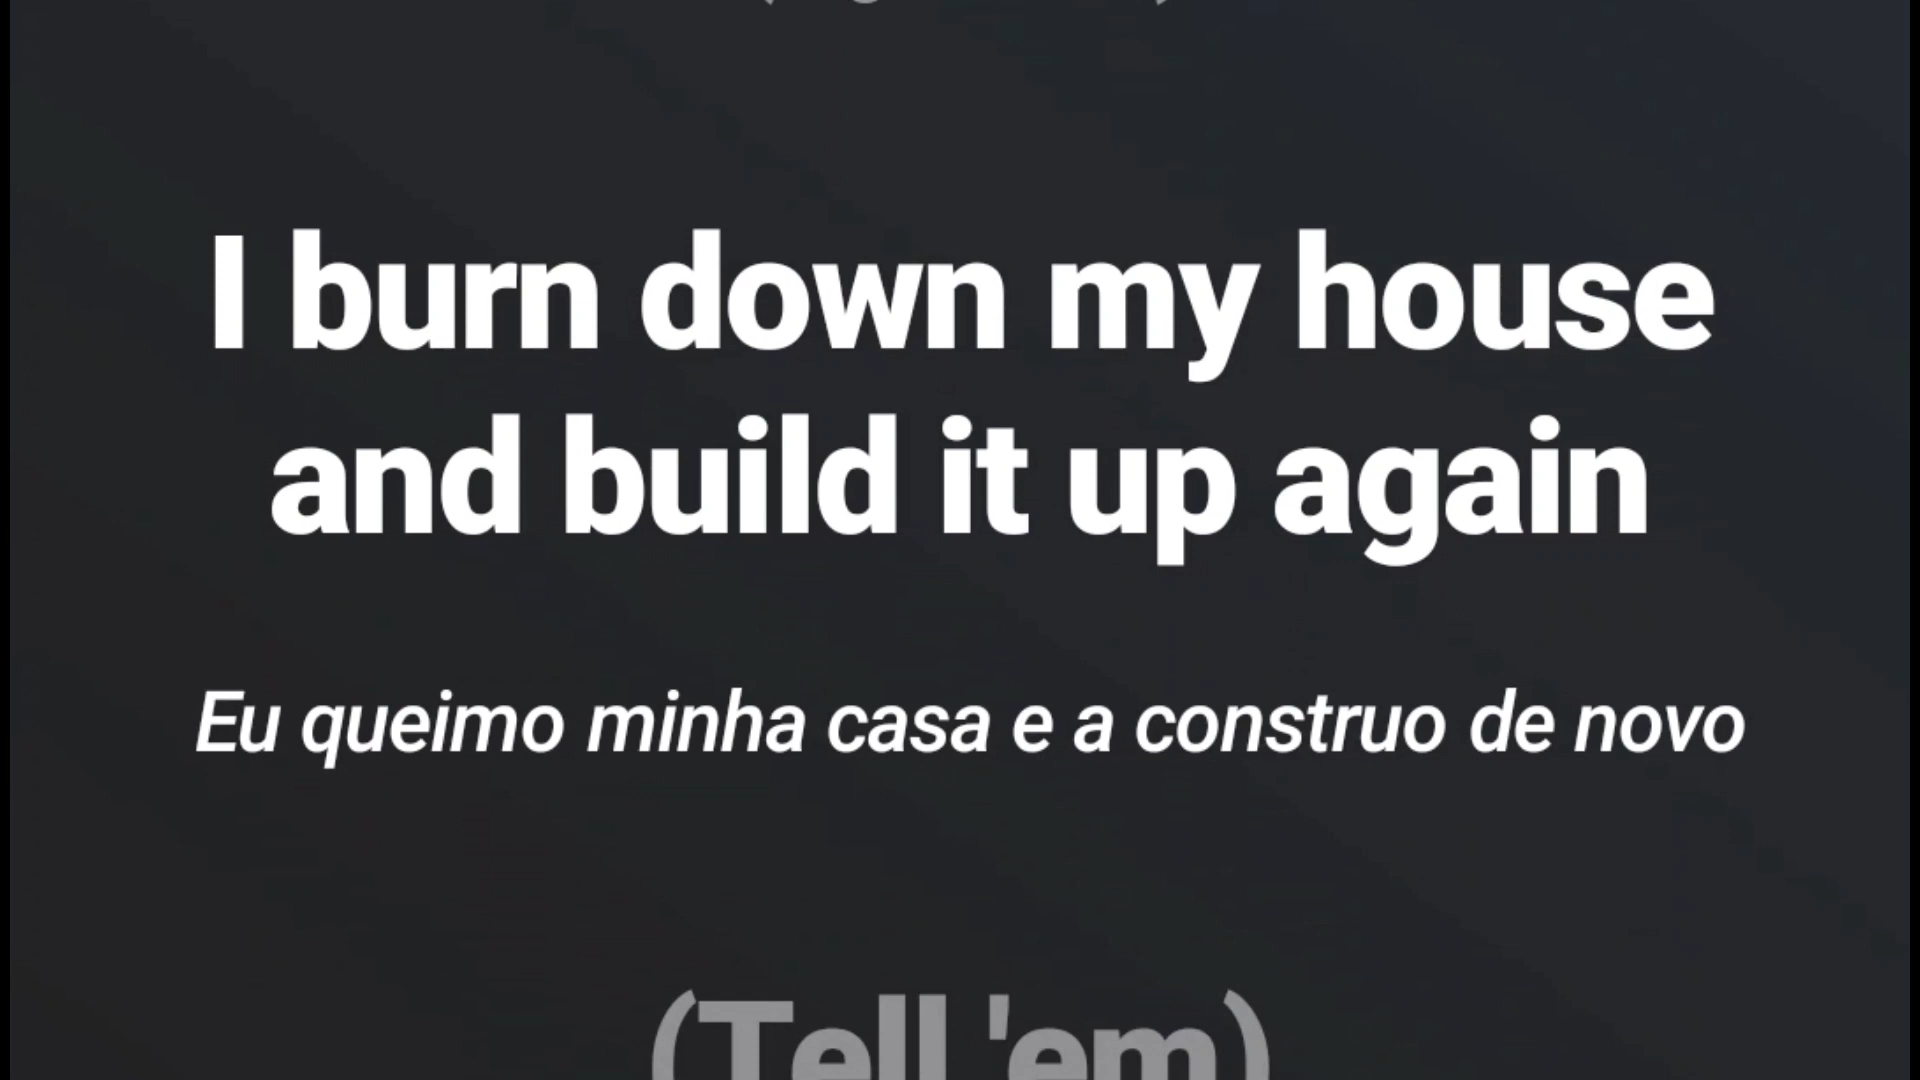 I burn down my house
and build it up again
Eu queimo minha casa e a construo de novo
(Tell 'em)